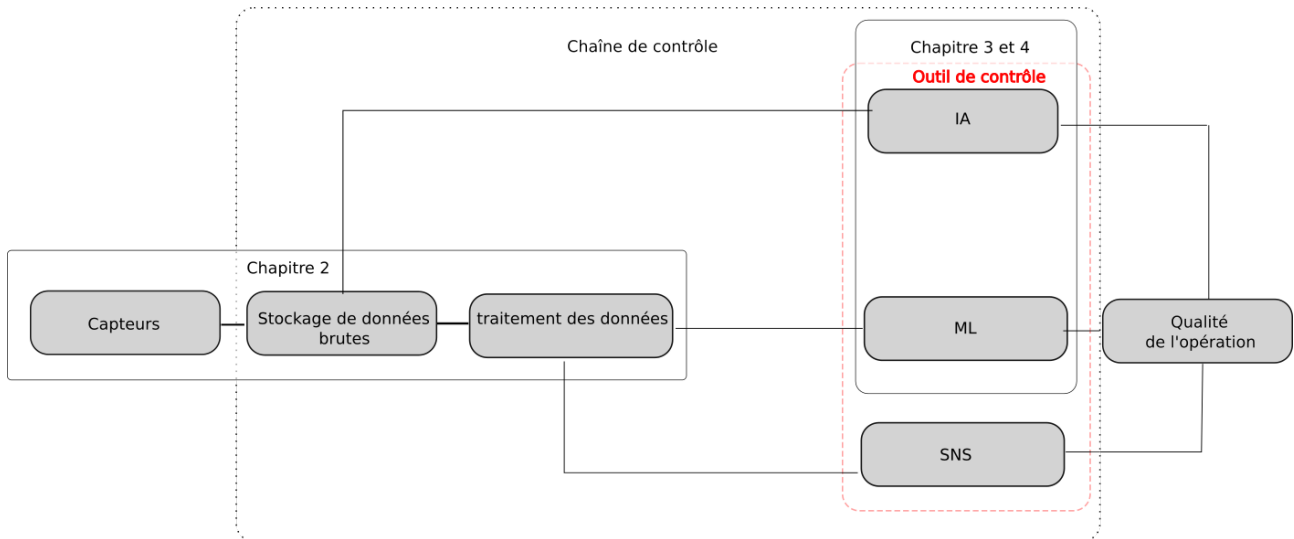 Chaîne de contrôle
Chapitre 3 et 4
Outil de contrôle
IA
Chapitre 2
Capteurs
Stockage de données
brutes
traitement des données
ML
Qualité
de l'opération
SNS